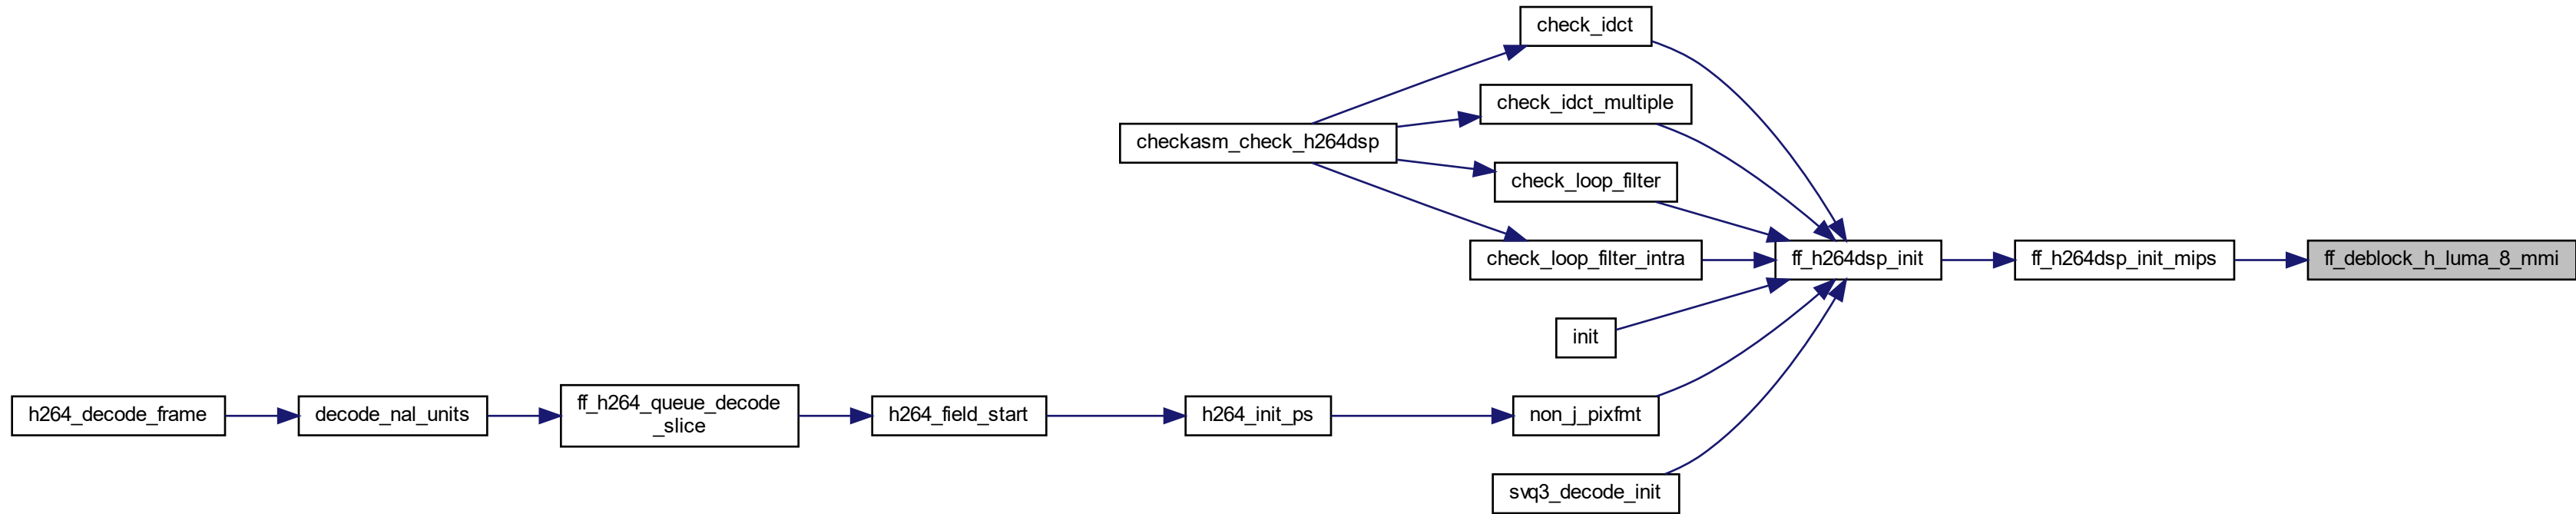 check_idct
check_idct_multiple
checkasm_check_h264dsp
check_loop_filter
check_loop_filter_intra
ff_h264dsp_init
ff_h264dsp_init_mips
ff_deblock_h_luma_8_mmi
init
h264_decode_frame
decode_nal_units
ff_h264_queue_decode
_slice
h264_field_start
h264_init_ps
non_j_pixfmt
svq3_decode_init